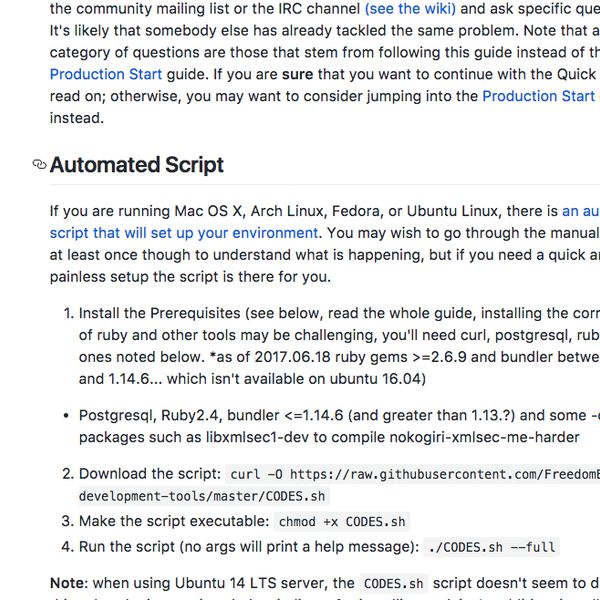 the community mailing list or the IRC channel (see the wiki) and ask specific
It's likely that somebody else has already tackled the same problem. Note that
category of questions are those that stem from following this guide instead of
Production Start guide. If you are sure that you want to continue with the Quick
read on; otherwise, you may want to consider jumping into the Production Start
instead.
Automated Script
If you are running Mac OS X, Arch Linux, Fedora, or Ubuntu Linux, there is an
script that will set up your environment. You may wish to go through the manual
at least once though to understand what is happening, but if you need a quick
painless setup the script is there for you.
1. Install the Prerequisites (see below, read the whole guide, installing the
of ruby and other tools may be challenging, you'll need curl, postgresql,
ones noted below. *as of 2017.06.18 ruby gems >=2.6.9 and bundler
and 1.14.6... which isn't available on ubuntu 16.04)
• Postgresql, Ruby2.4, bundler <=1.14.6 (and greater than 1.13.?) and some
packages such as libxmlsec1-dev to compile nokogiri-xmlsec-me-harder
2. Download the script: curl -O https://raw.githubusercontent.com/Freedom
development-tools/master/CODES.sh
3. Make the script executable: chmod +x CODES.sh
4. Run the script (no args will print a help message): ./CODES.sh --full
Note: when using Ubuntu 14 LTS server, the CODES.sh script doesn't seem to